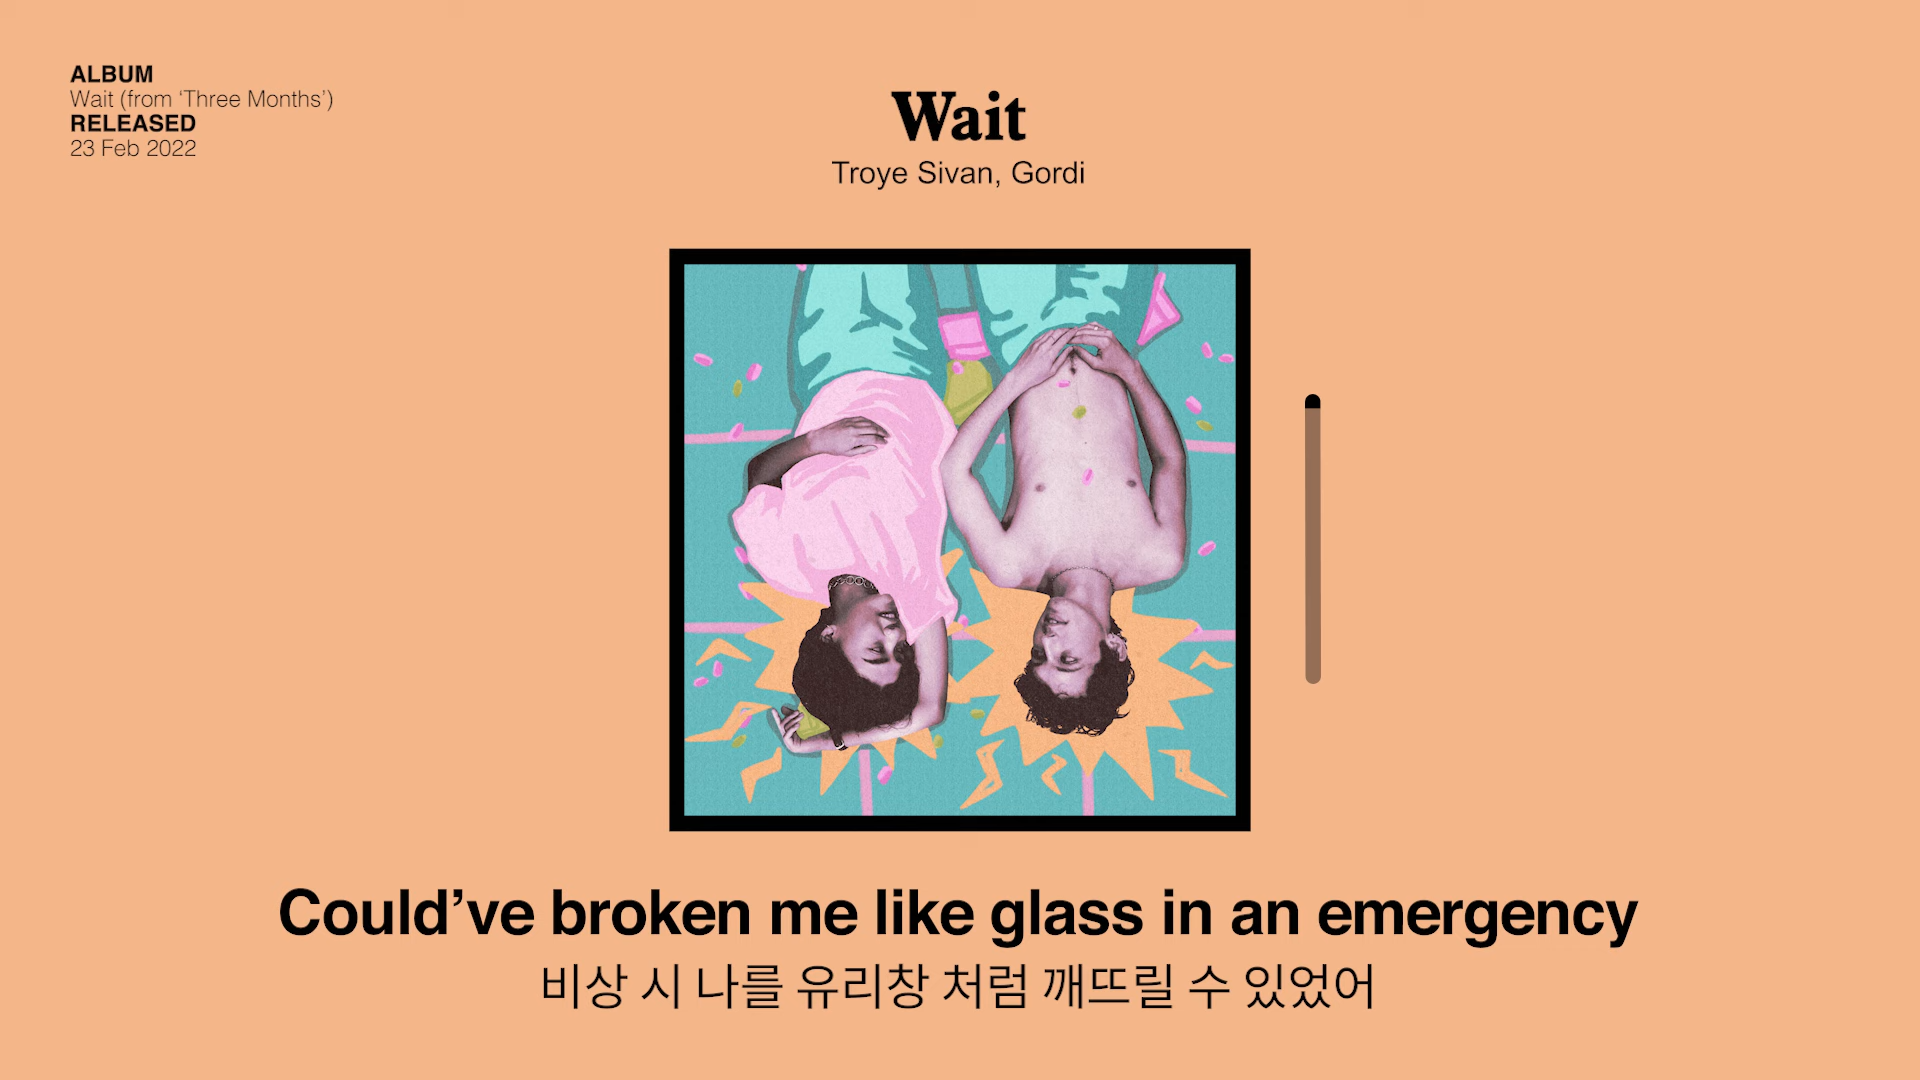 ALBUM
Wait (from ‘Three Months’)
RELEASED
23 Feb 2022
Wait
Troye Sivan, Gordi
Could’ve broken me like glass in an emergency
비상 시 나를 유리창 처럼 깨뜨릴 수 있었어